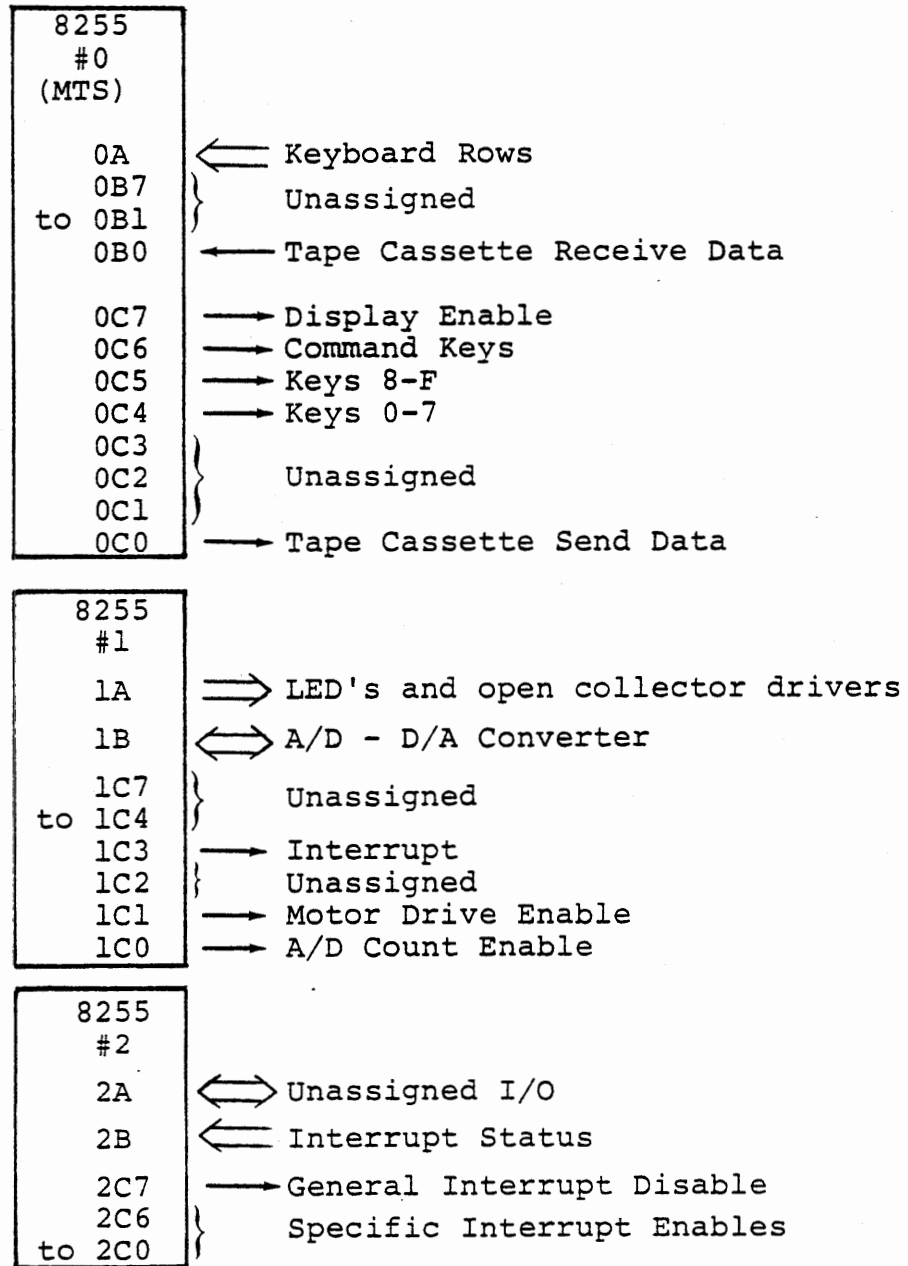 8255
#0
(MTS)
0A Keyboard Rows
0B7
Unassigned
to 0B1
0B0 Tape Cassette Receive Data
0C7 Display Enable
0C6 Command Keys
0C5 Keys 8-F
0C4 Keys 0-7
0C3
0C2 Unassigned
0C1
0C0 Tape Cassette Send Data
8255
#1
1A LED's and open collector drivers
1B A/D - D/A Converter
1C7
Unassigned
to 1C4
1C3 Interrupt
1C2 Unassigned
1C1 Motor Drive Enable
1C0 A/D Count Enable
8255
#2
2A Unassigned I/O
2B Interrupt Status
2C7 General Interrupt Disable
2C6
Specific Interrupt Enables
to 2C0